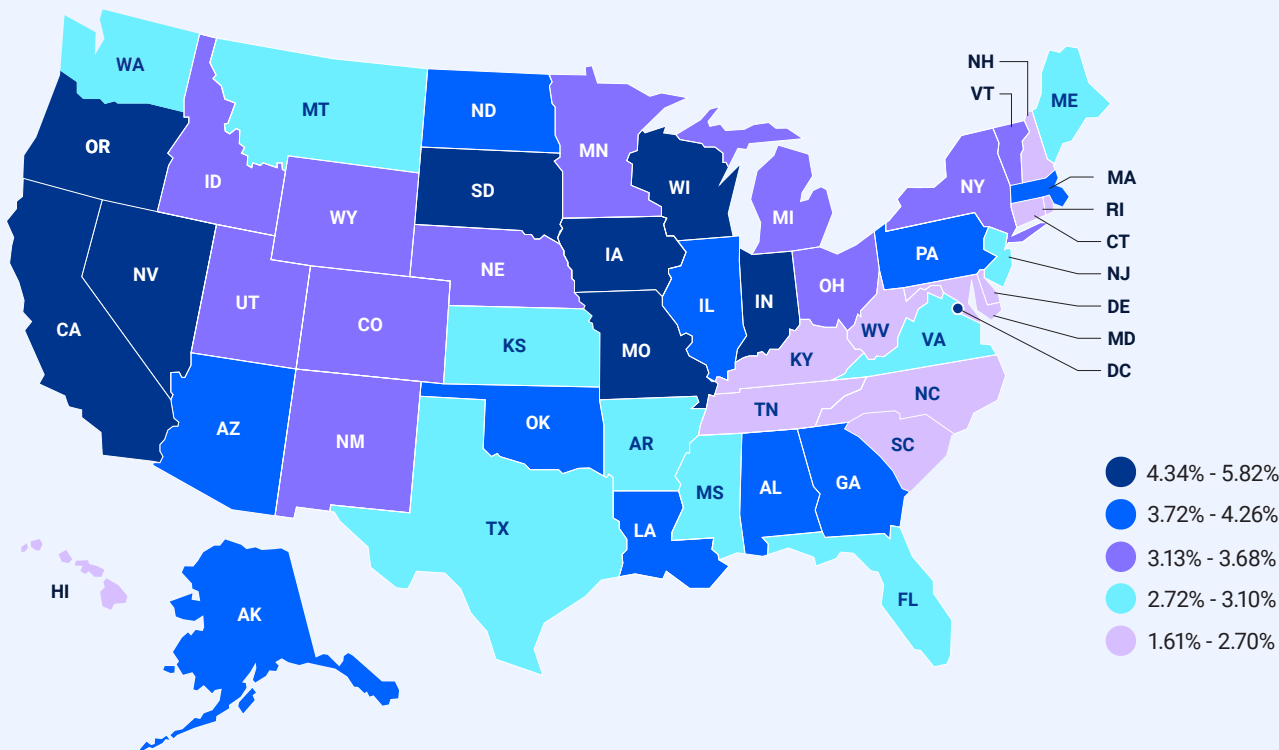 WA
MT
ND
MN
NH
VT
ME
OR
ID
WY
SD
WI
MI
NY
MA
RI
CT
NJ
DE
MD
DC
NV
UT
CA
CO
NE
IA
IL
IN
OH
PA
WV
VA
KS
MO
KY
TN
NC
SC
AZ
NM
OK
AR
TX
LA
MS
AL
GA
FL
HI
AK
4.34% - 5.82%
3.72% - 4.26%
3.13% - 3.68%
2.72% - 3.10%
1.61% - 2.70%